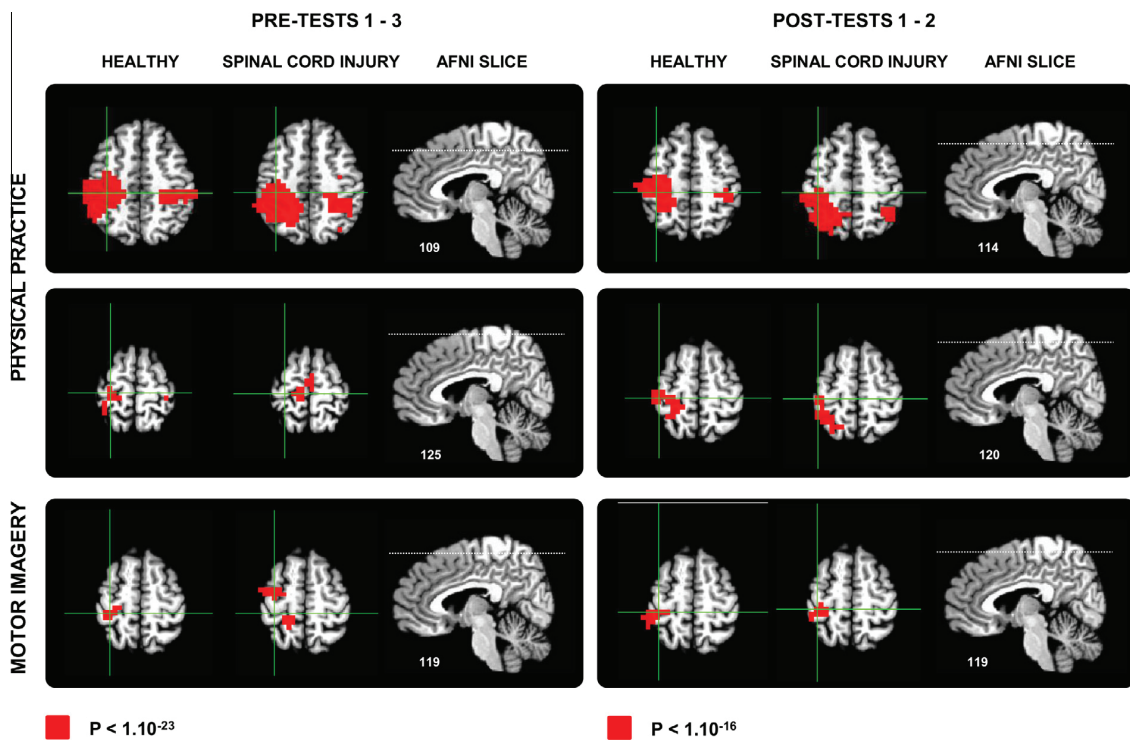 PRE-TESTS 1 - 3
POST-TESTS 1 - 2
HEALTHY
SPINAL CORD INJURY
AFNI SLICE
HEALTHY
SPINAL CORD INJURY
AFNI SLICE
PHYSICAL PRACTICE
109
114
125
120
MOTOR IMAGERY
119
119
P < 1.10⁻²³
P < 1.10⁻¹⁶